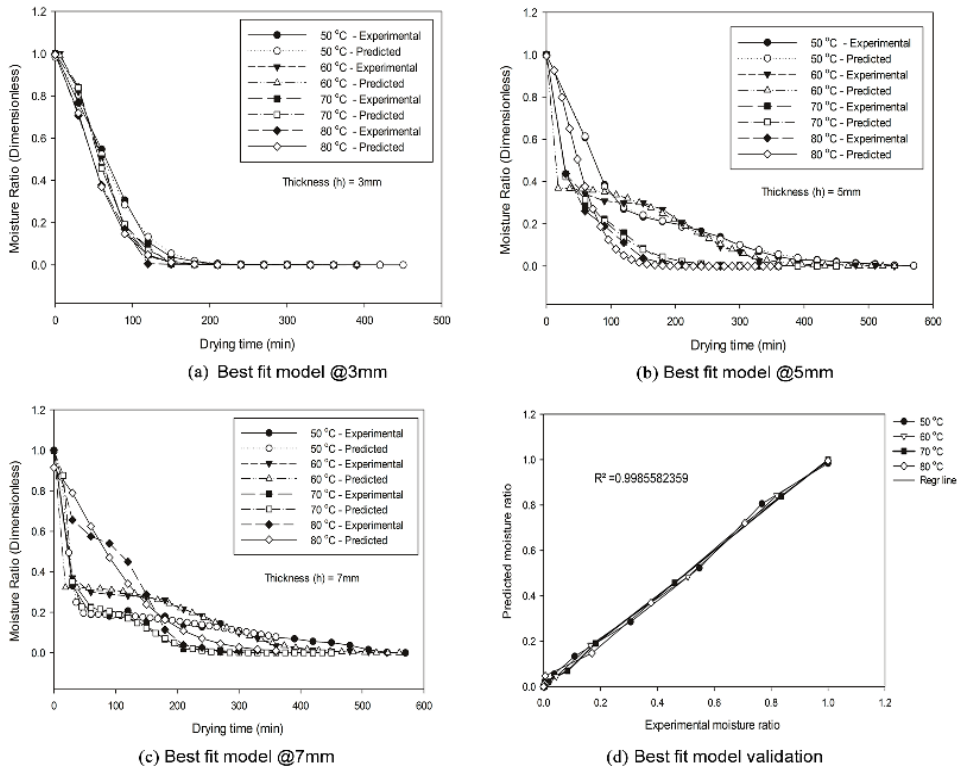 1.2
1.0
0.8
0.6
0.4
0.2
0.0
Moisture Ratio (Dimensionless)
50 °C - Experimental
50 °C - Predicted
60 °C - Experimental
60 °C - Predicted
70 °C - Experimental
70 °C - Predicted
80 °C - Experimental
80 °C - Predicted
Thickness (h) = 3mm
0 100 200 300 400 500
Drying time (min)
(a) Best fit model @3mm
1.2
1.0
0.8
0.6
0.4
0.2
0.0
Moisture Ratio (Dimensionless)
50 °C - Experimental
50 °C - Predicted
60 °C - Experimental
60 °C - Predicted
70 °C - Experimental
70 °C - Predicted
80 °C - Experimental
80 °C - Predicted
Thickness (h) = 5mm
0 100 200 300 400 500 600
Drying time (min)
(b) Best fit model @5mm
1.2
1.0
0.8
0.6
0.4
0.2
0.0
Moisture Ratio (Dimensionless)
50 °C - Experimental
50 °C - Predicted
60 °C - Experimental
60 °C - Predicted
70 °C - Experimental
70 °C - Predicted
80 °C - Experimental
80 °C - Predicted
Thickness (h) = 7mm
0 100 200 300 400 500 600
Drying time (min)
(c) Best fit model @7mm
1.2
1.0
0.8
0.6
0.4
0.2
0.0
Predicted moisture ratio
R² =0.9985582359
50 °C
60 °C
70 °C
80 °C
Regr line
0.0 0.2 0.4 0.6 0.8 1.0 1.2
Experimental moisture ratio
(d) Best fit model validation